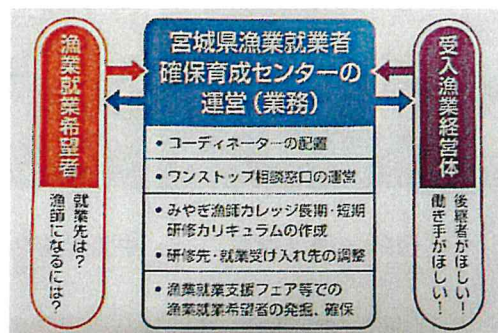 漁業就業希望者
就業先は？
漁師になるには？
宮城県漁業就業者
確保育成センターの
運営（業務）
• コーディネーターの配置
• ワンストップ相談窓口の運営
• みやぎ漁師カレッジ長期・短期
研修カリキュラムの作成
• 研修先・就業受け入れ先の調整
• 漁業就業支援フェア等での
漁業就業希望者の発掘、確保
受入漁業経営体
後継者がほしい！
働き手がほしい！